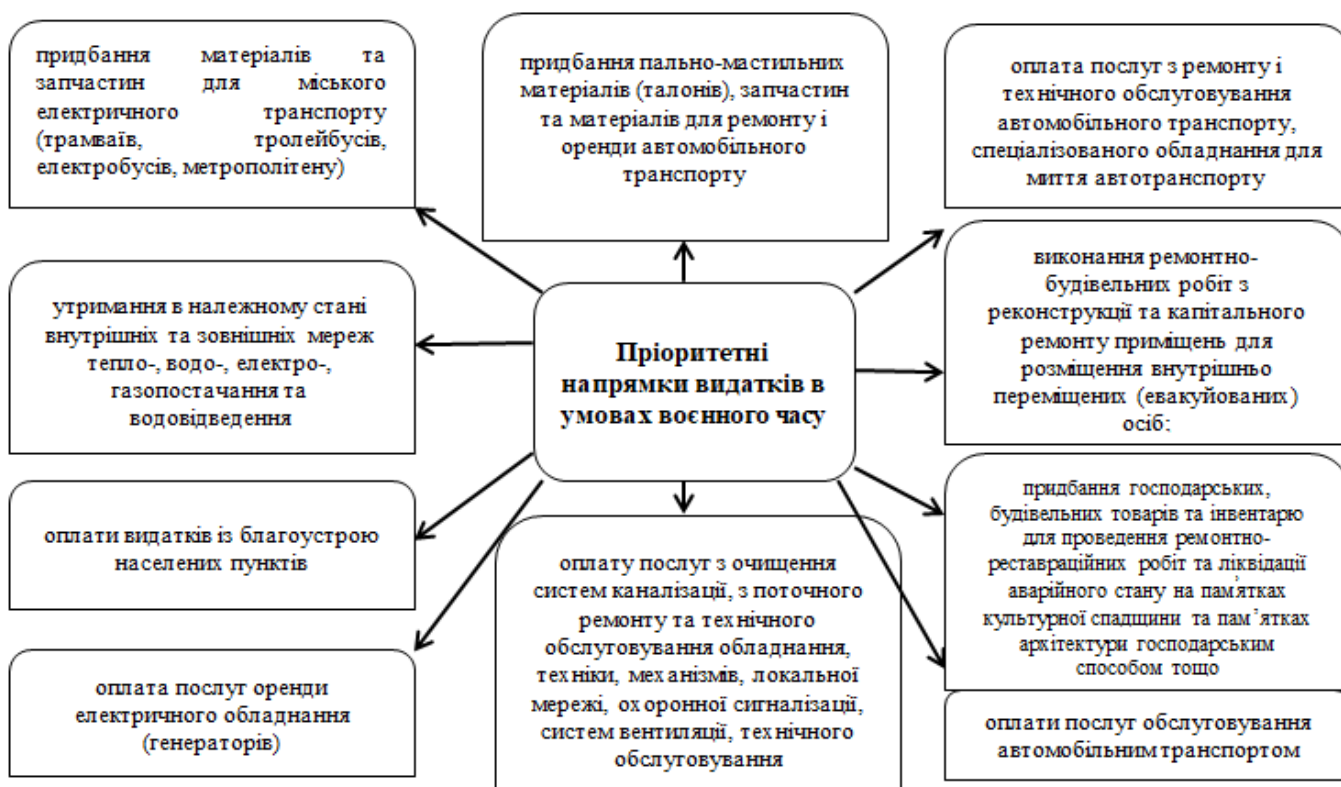 придбання матеріалів та
запчастин для міського
електричного транспорту
(трамваїв, тролейбусів,
електробусів, метрополітену)
придбання пально-мастильних
матеріалів (талонів), запчастин
та матеріалів для ремонту і
оренди автомобільного
транспорту
оплата послуг з ремонту і
технічного обслуговування
автомобільного транспорту,
спеціалізованого обладнання для
миття автотранспорту
утримання в належному стані
внутрішніх та зовнішніх мереж
тепло-, водо-, електро-,
газопостачання та
водовідведення
Пріоритетні
напрямки видатків в
умовах воєнного часу
виконання ремонтно-
будівельних робіт з
реконструкції та капітального
ремонту приміщень для
розміщення внутрішньо
переміщених (евакуйованих)
осіб;
оплати видатків із благоустрою
населених пунктів
оплату послуг з очищення
систем каналізації, з поточного
ремонту та технічного
обслуговування обладнання,
техніки, механізмів, локальної
мережі, охоронної сигналізації,
систем вентиляції, технічного
обслуговування
придбання господарських,
будівельних товарів та інвентарю
для проведення ремонтно-
реставраційних робіт та ліквідації
аварійного стану на пам'ятках
культурної спадщини та пам’ятках
архітектури господарським
способом тощо
оплата послуг оренди
електричного обладнання
(генераторів)
оплати послуг обслуговування
автомобільним транспортом